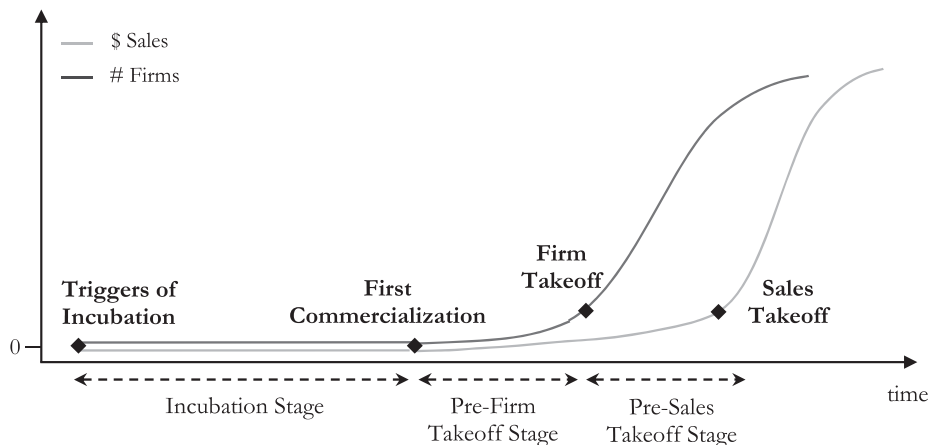 $ Sales
# Firms
Firm
Takeoff
Triggers of
Incubation
First
Commercialization
Sales
Takeoff
0
time
Incubation Stage
Pre-Firm
Takeoff Stage
Pre-Sales
Takeoff Stage